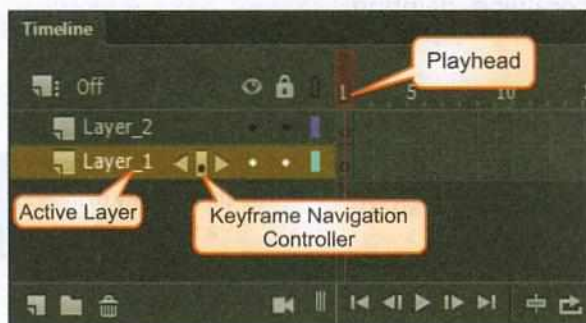 Timeline
Playhead
Off
1 5 10
Layer_2
Layer_1
Active Layer
Keyframe Navigation
Controller